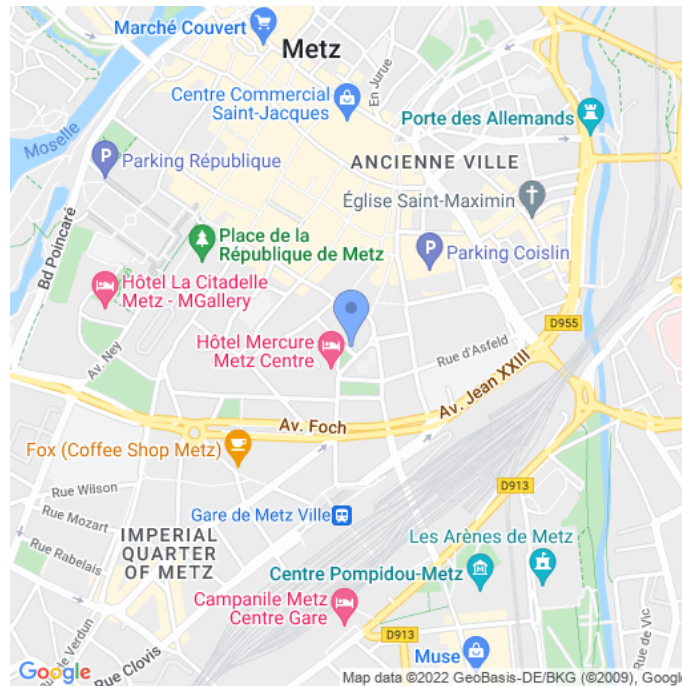 Marché Couvert
Metz
En Jurue
Centre Commercial
Saint-Jacques
Porte des Allemands
Moselle
Parking République
ANCIENNE VILLE
Église Saint-Maximin
Bd Poincaré
Place de la
République de Metz
Parking Coislin
Hôtel La Citadelle
Metz - MGallery
D955
Hôtel Mercure
Metz Centre
Rue d'Asfeld
Av. Ney
Av. Jean XXIII
Av. Foch
Fox (Coffee Shop Metz)
Rue Wilson
D913
Rue Mozart
Gare de Metz Ville
Les Arènes de Metz
IMPERIAL
QUARTER
OF METZ
Rue Rabelais
Centre Pompidou-Metz
Campanile Metz
Centre Gare
Rue de Vic
D913
de Verdun
Rue Clovis
Muse
Google
Map data ©2022 GeoBasis-DE/BKG (©2009), Google